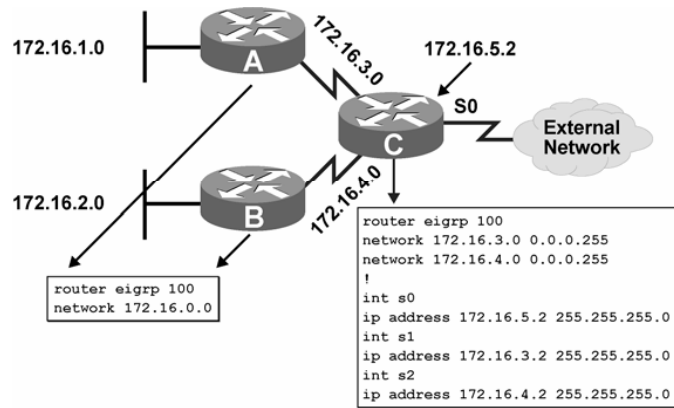 172.16.1.0
A
172.16.3.0
172.16.5.2
S0
C
External
Network
172.16.2.0
B
172.16.4.0
router eigrp 100
network 172.16.0.0
router eigrp 100
network 172.16.3.0 0.0.0.255
network 172.16.4.0 0.0.0.255
!
int s0
ip address 172.16.5.2 255.255.255.0
int s1
ip address 172.16.3.2 255.255.255.0
int s2
ip address 172.16.4.2 255.255.255.0